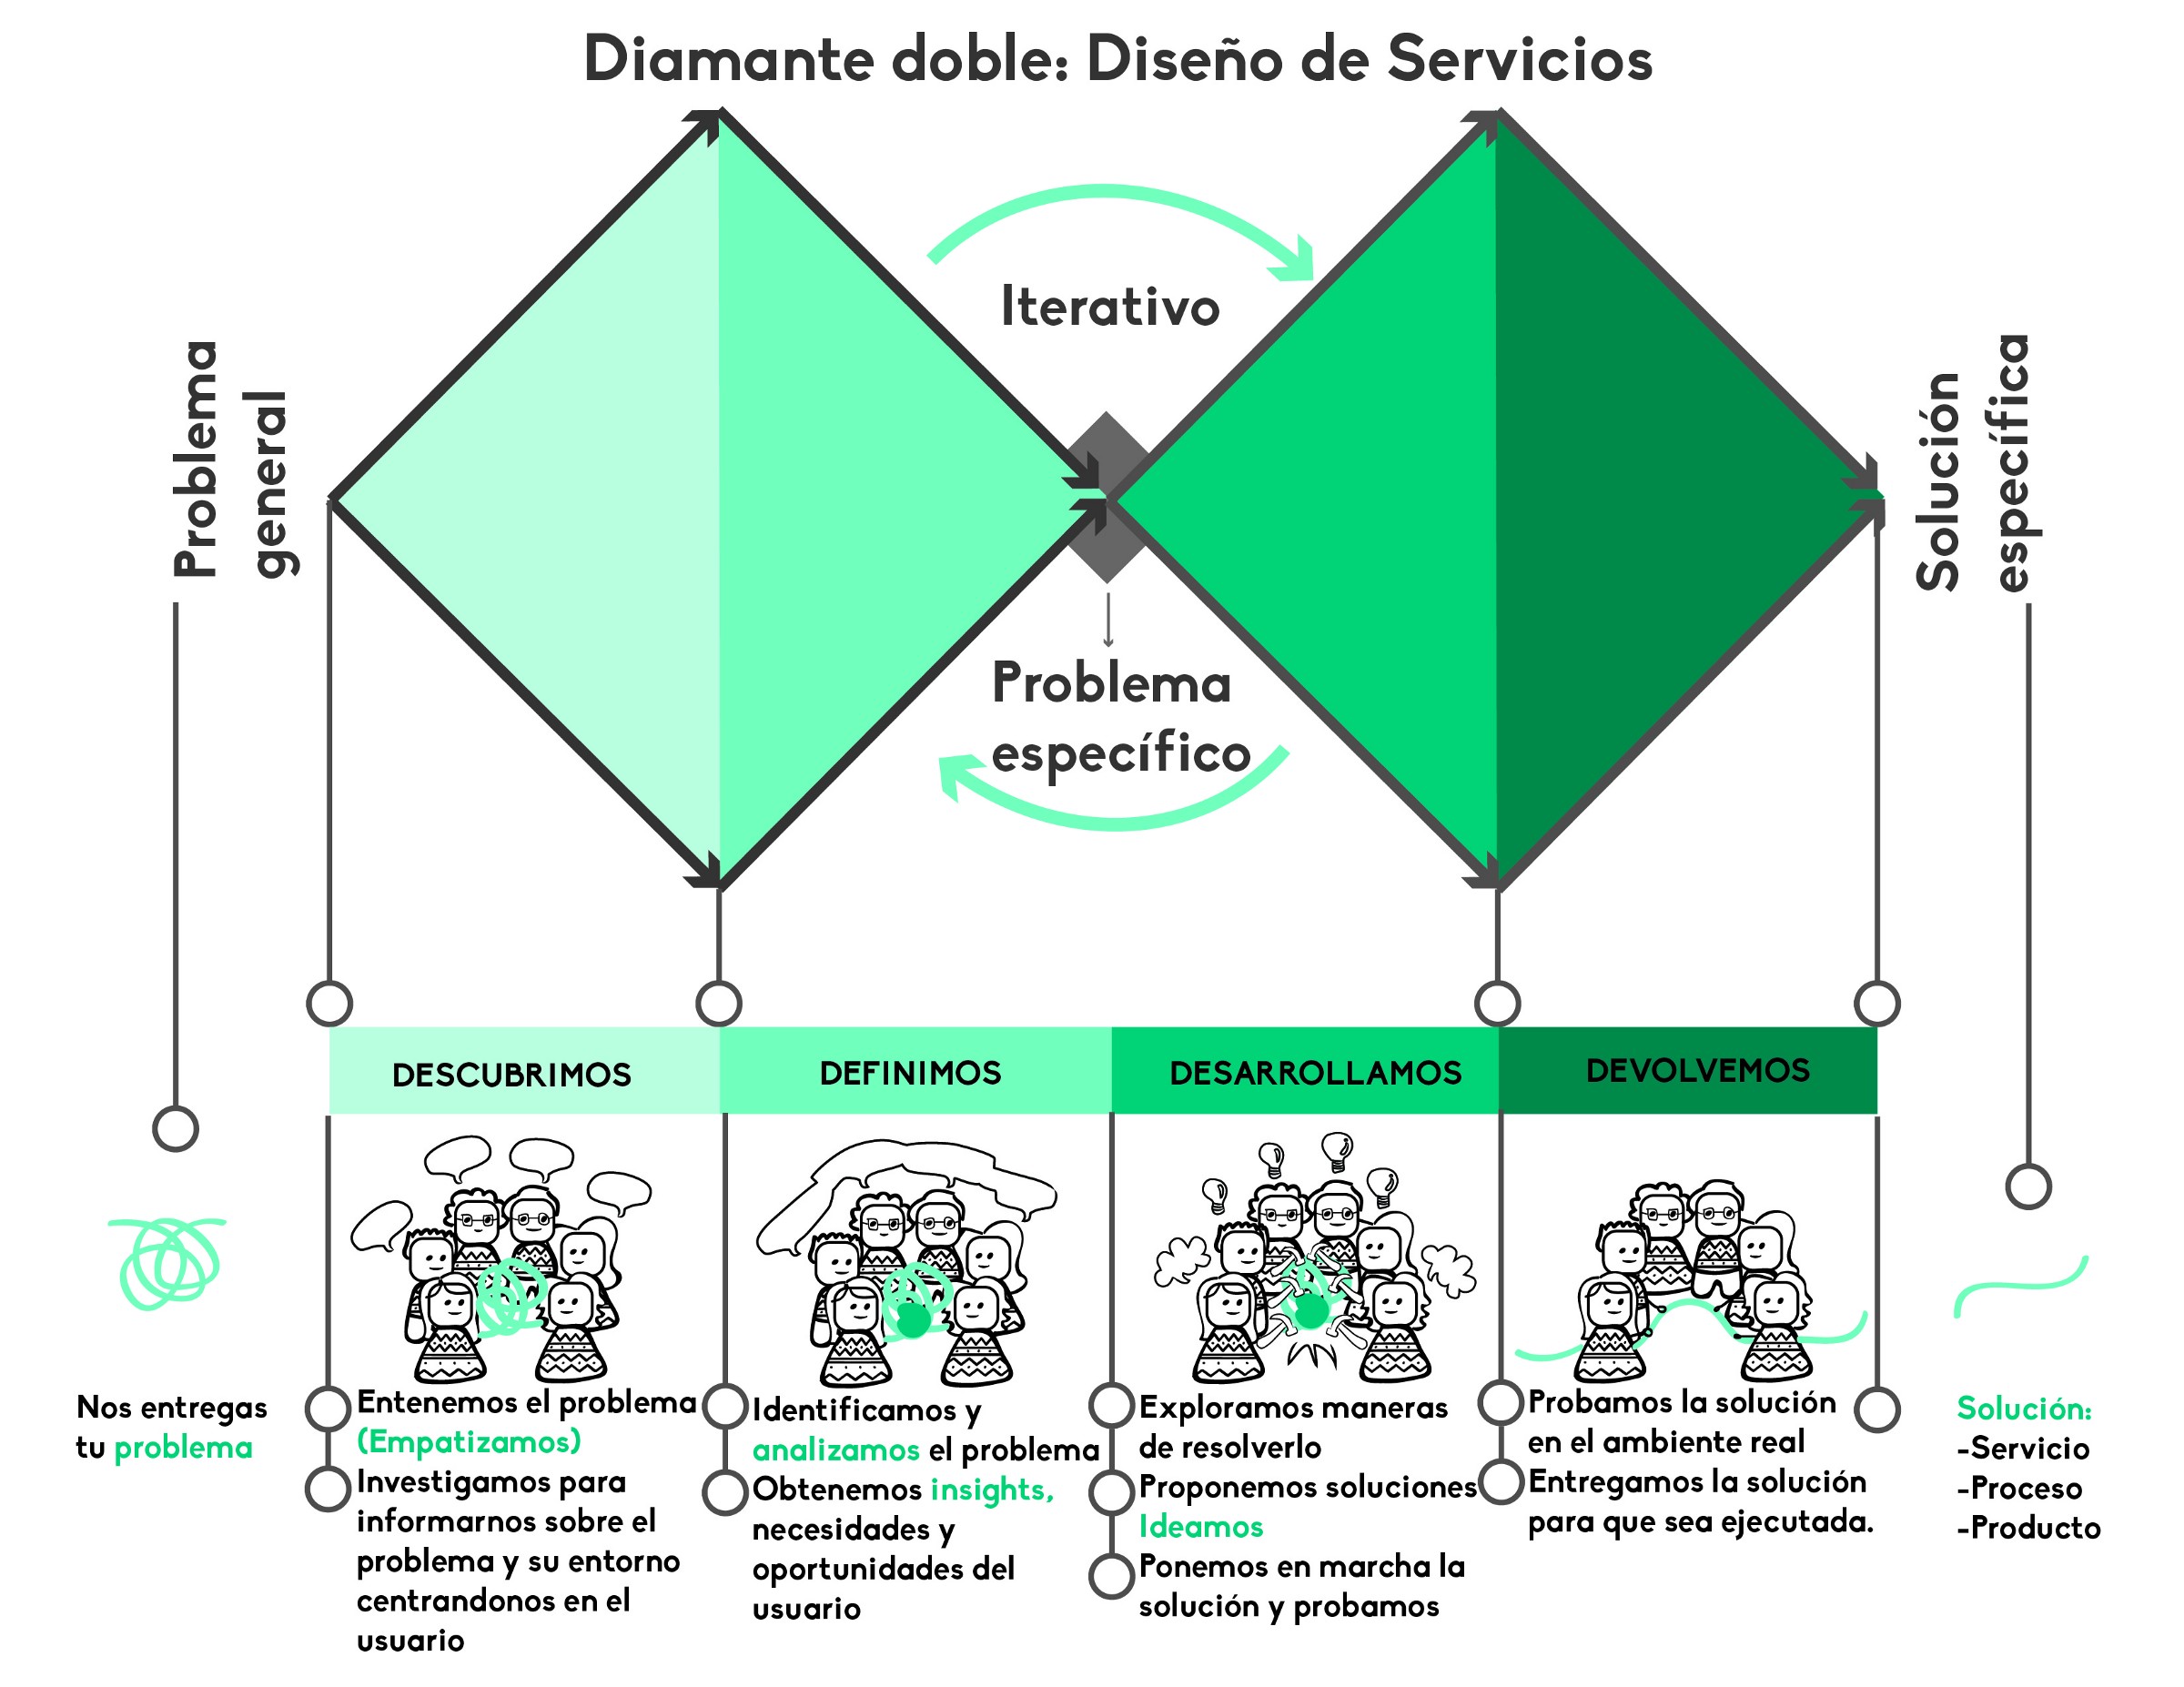 Diamante doble: Diseño de Servicios
Iterativo
Problema
general
Solución
específica
Problema
específico
DESCUBRIMOS
DEFINIMOS
DESARROLLAMOS
DEVOLVEMOS
Nos entregas
tu problema
Entenemos el problema
(Empatizamos)
Investigamos para
informarnos sobre el
problema y su entorno
centrandonos en el
usuario
Identificamos y
analizamos el problema
Obtenemos insights,
necesidades y
oportunidades del
usuario
Exploramos maneras
de resolverlo
Proponemos soluciones
Ideamos
Ponemos en marcha la
solución y probamos
Probamos la solución
en el ambiente real
Entregamos la solución
para que sea ejecutada.
Solución:
-Servicio
-Proceso
-Producto